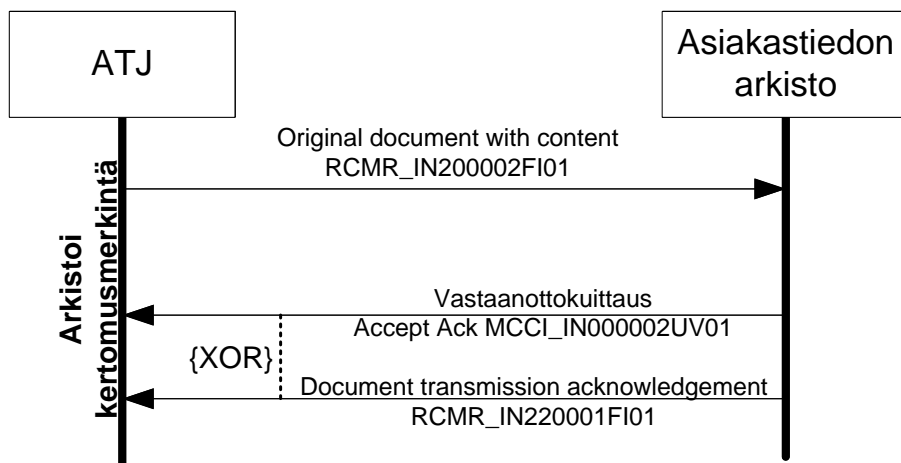 ATJ
Asiakastiedon
arkisto
Original document with content
RCMR_IN200002FI01
Arkistoi
kertomusmerkintä
Vastaanottokuittaus
Accept Ack MCCI_IN000002UV01
{XOR}
Document transmission acknowledgement
RCMR_IN220001FI01